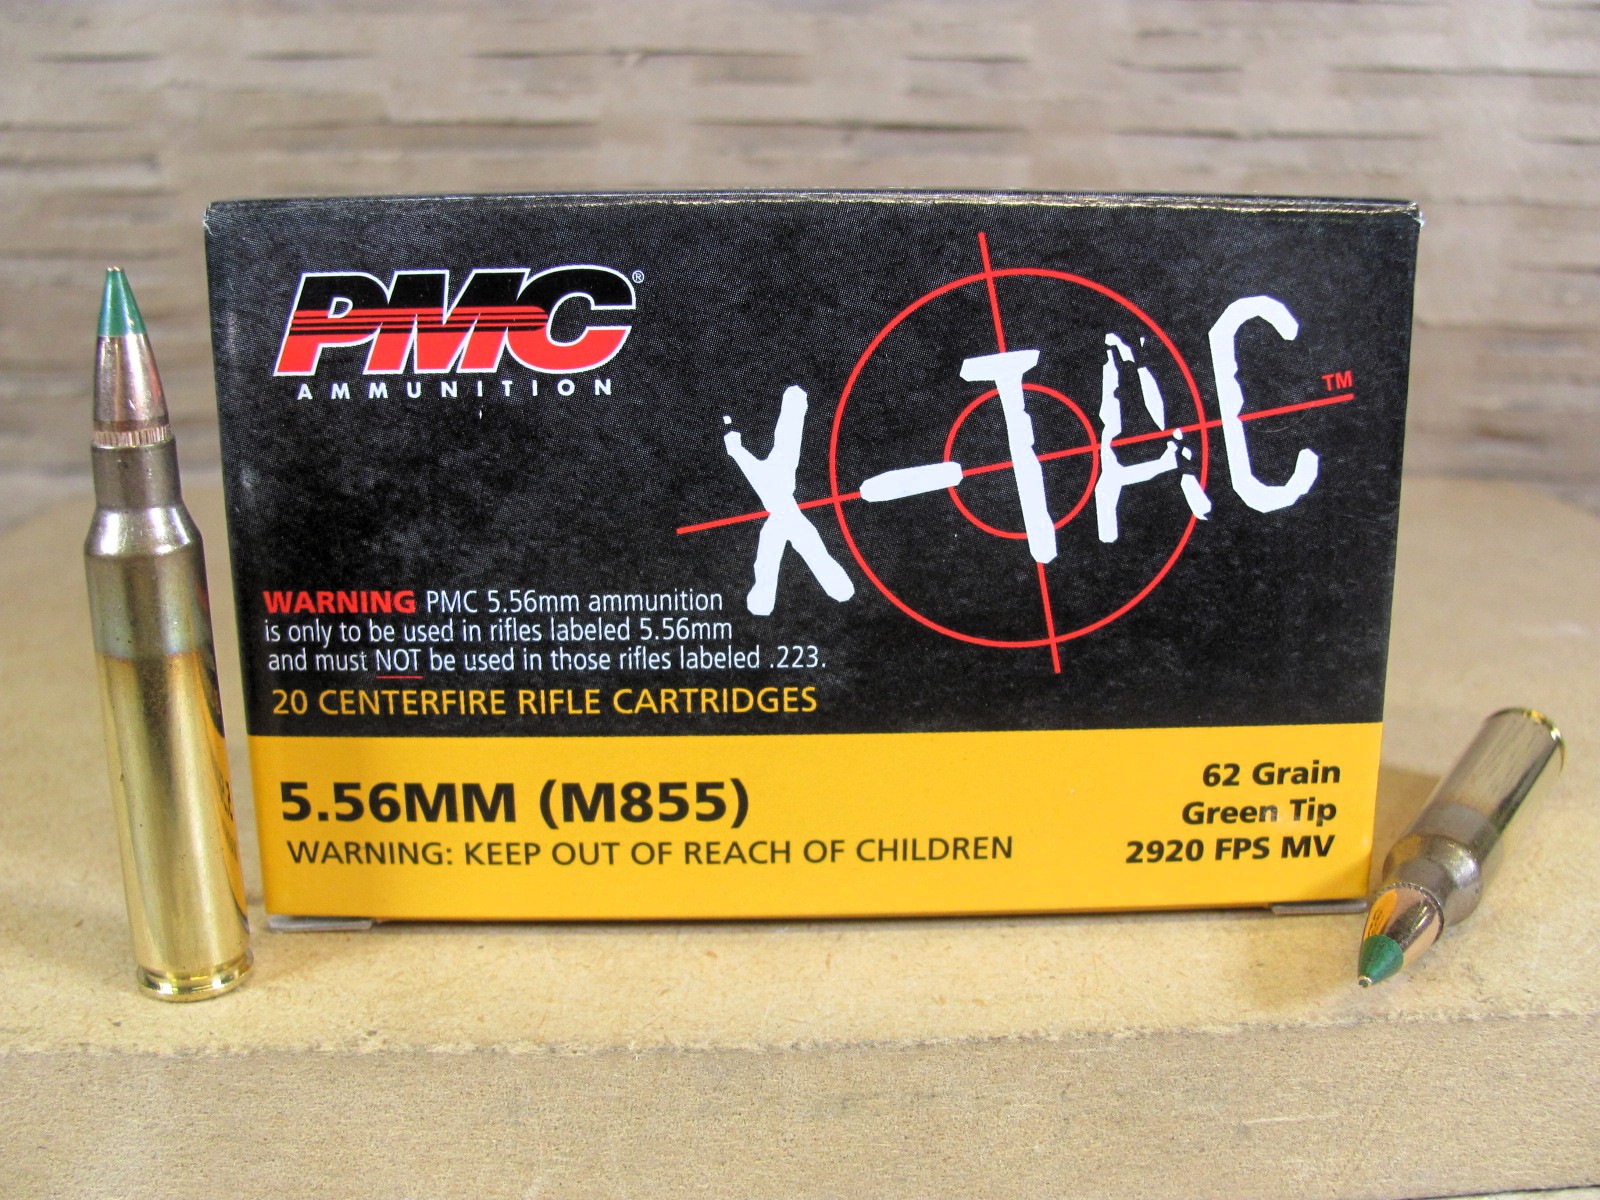 PMC®
AMMUNITION
X-TAC™
WARNING PMC 5.56mm ammunition
is only to be used in rifles labeled 5.56mm
and must NOT be used in those rifles labeled .223.
20 CENTERFIRE RIFLE CARTRIDGES
5.56MM (M855)
WARNING: KEEP OUT OF REACH OF CHILDREN
62 Grain
Green Tip
2920 FPS MV